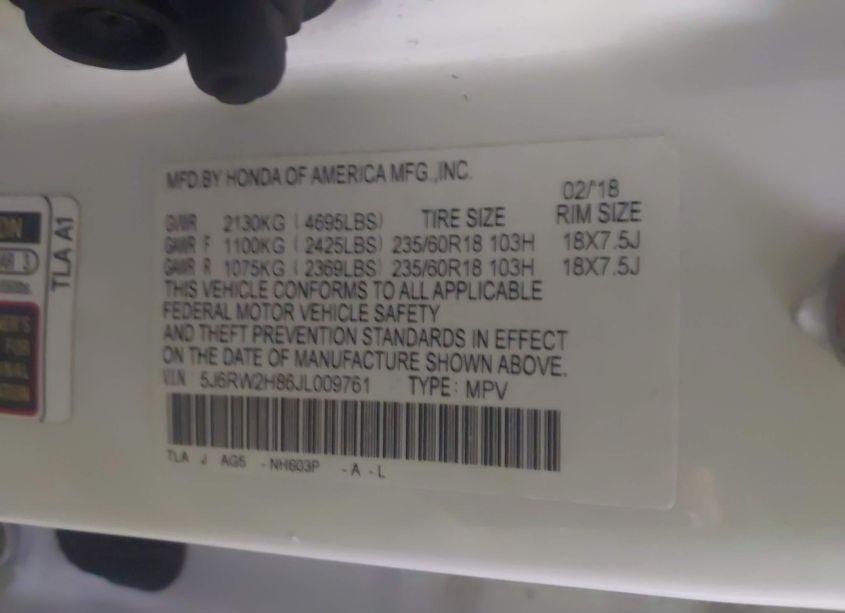 MFD.BY HONDA OF AMERICA MFG.,INC.
02/'18
GVWR 2130KG ( 4695LBS) TIRE SIZE RIM SIZE
GAWR F 1100KG ( 2425LBS) 235/60R18 103H 18X7.5J
GAWR R 1075KG ( 2369LBS) 235/60R18 103H 18X7.5J
THIS VEHICLE CONFORMS TO ALL APPLICABLE
FEDERAL MOTOR VEHICLE SAFETY
AND THEFT PREVENTION STANDARDS IN EFFECT
ON THE DATE OF MANUFACTURE SHOWN ABOVE.
V.I.N : 5J6RW2H86JL009761 TYPE: MPV
TLA J AG5 -NH603P -A -L
TLA A1
FOR